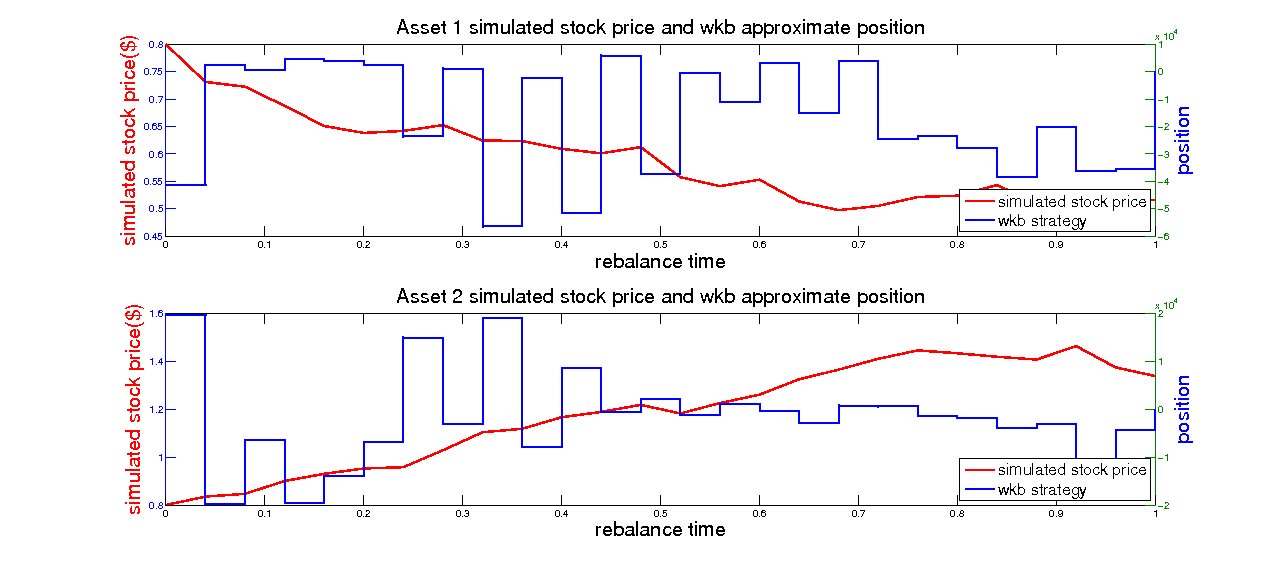 Asset 1 simulated stock price and wkb approximate position
x 10^4
simulated stock price($)
0.8
0.75
0.7
0.65
0.6
0.55
0.5
0.45
1
0
-1
-2
-3
-4
-5
-6
position
simulated stock price
wkb strategy
0 0.1 0.2 0.3 0.4 0.5 0.6 0.7 0.8 0.9 1
rebalance time
Asset 2 simulated stock price and wkb approximate position
x 10^4
simulated stock price($)
1.6
1.4
1.2
1
0.8
2
1
0
-1
-2
position
simulated stock price
wkb strategy
0 0.1 0.2 0.3 0.4 0.5 0.6 0.7 0.8 0.9 1
rebalance time